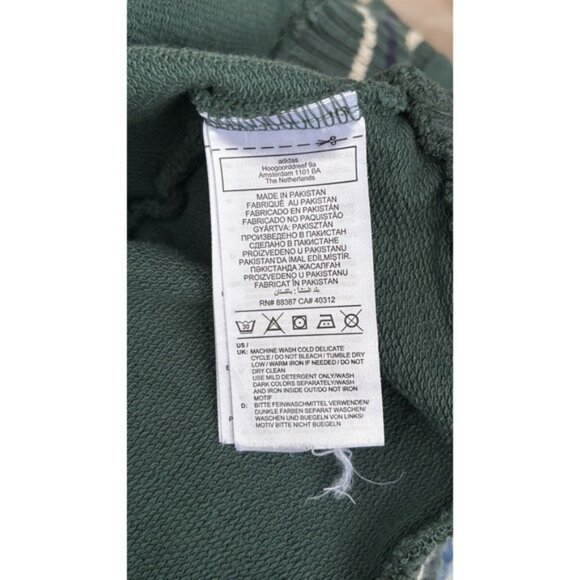 adidas
Hoogoorddreef 9a
Amsterdam 1101 BA
The Netherlands
MADE IN PAKISTAN
FABRIQUÉ AU PAKISTAN
FABRICADO EN PAKISTÁN
FABRICADO NO PAQUISTÃO
GYÁRTVA: PAKISZTÁN
ПРОИЗВЕДЕНО В ПАКИСТАН
СДЕЛАНО В ПАКИСТАНЕ
PROIZVEDENO U PAKISTANU
PAKİSTAN'DA IMAL EDİLMİŞTİR.
ПӘКІСТАНДА ЖАСАЛҒАН
PROIZVEDENO U PAKISTANU
FABRICAT ÎN PAKISTAN
بلد المنشأ : باكستان
RN# 88387 CA# 40312
30
US /
UK: MACHINE WASH COLD DELICATE
CYCLE / DO NOT BLEACH / TUMBLE DRY
LOW / WARM IRON IF NEEDED / DO NOT
DRY CLEAN
USE MILD DETERGENT ONLY/WASH
DARK COLORS SEPARATELY/WASH
AND IRON INSIDE OUT/DO NOT IRON
MOTIF
D: BITTE FEINWASCHMITTEL VERWENDEN/
DUNKLE FARBEN SEPARAT WASCHEN/
WASCHEN UND BUEGELN VON LINKS/
MOTIV BITTE NICHT BUEGELN